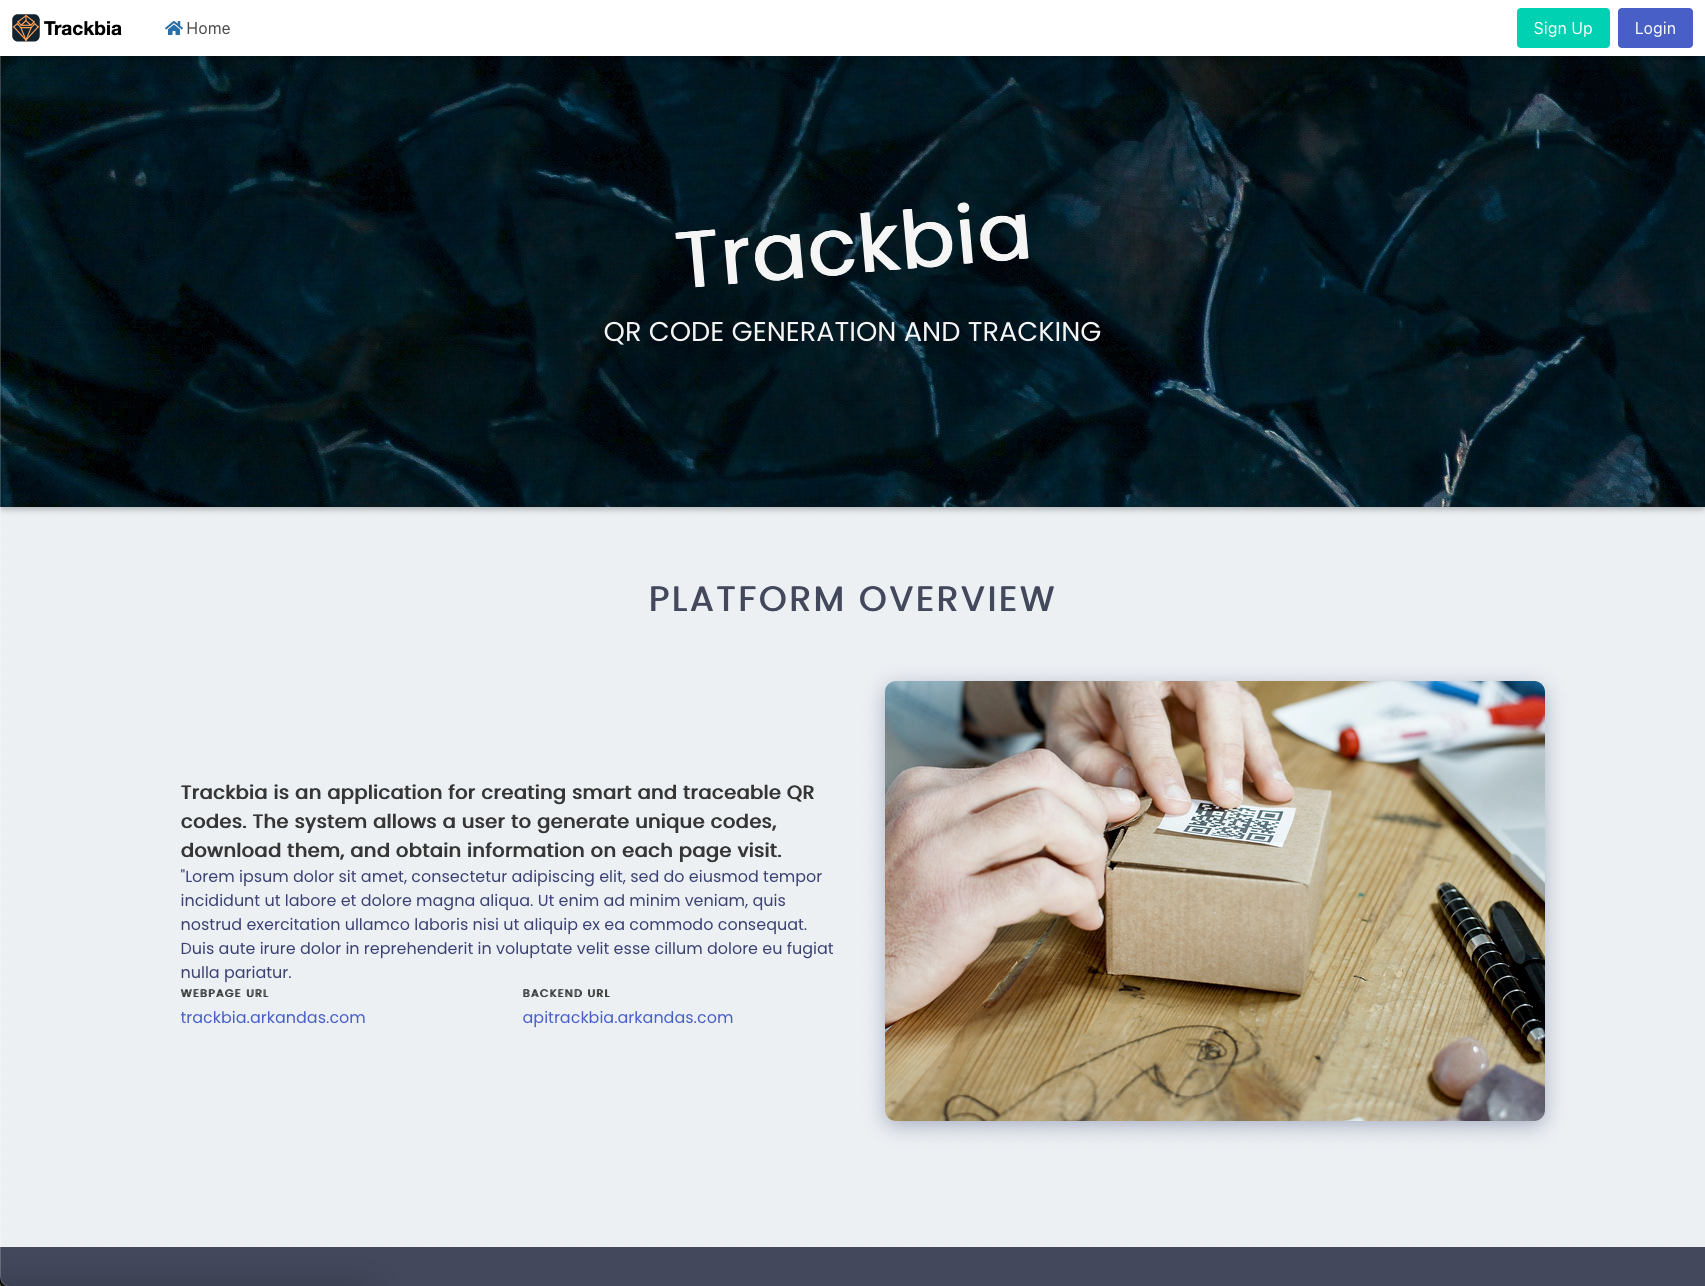 Trackbia
Home
Sign Up
Login
Trackbia
QR CODE GENERATION AND TRACKING
PLATFORM OVERVIEW
Trackbia is an application for creating smart and traceable QR
codes. The system allows a user to generate unique codes,
download them, and obtain information on each page visit.
"Lorem ipsum dolor sit amet, consectetur adipiscing elit, sed do eiusmod tempor
incididunt ut labore et dolore magna aliqua. Ut enim ad minim veniam, quis
nostrud exercitation ullamco laboris nisi ut aliquip ex ea commodo consequat.
Duis aute irure dolor in reprehenderit in voluptate velit esse cillum dolore eu fugiat
nulla pariatur.
WEBPAGE URL
trackbia.arkandas.com
BACKEND URL
apitrackbia.arkandas.com